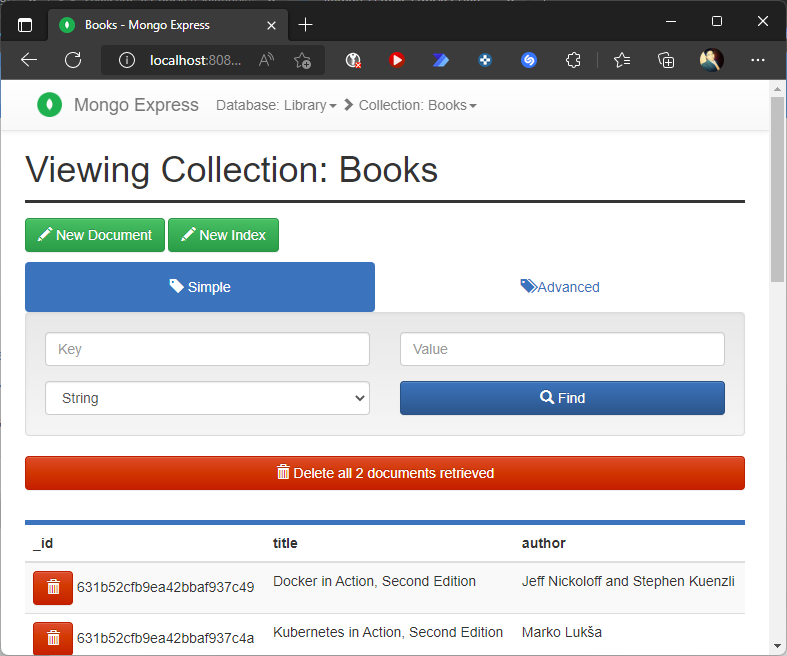 Books - Mongo Express
localhost:808...
Mongo Express Database: Library Collection: Books
Viewing Collection: Books
New Document New Index
Simple Advanced
Key Value
String Find
Delete all 2 documents retrieved
_id title author
631b52cfb9ea42bbaf937c49 Docker in Action, Second Edition Jeff Nickoloff and Stephen Kuenzli
631b52cfb9ea42bbaf937c4a Kubernetes in Action, Second Edition Marko Lukša